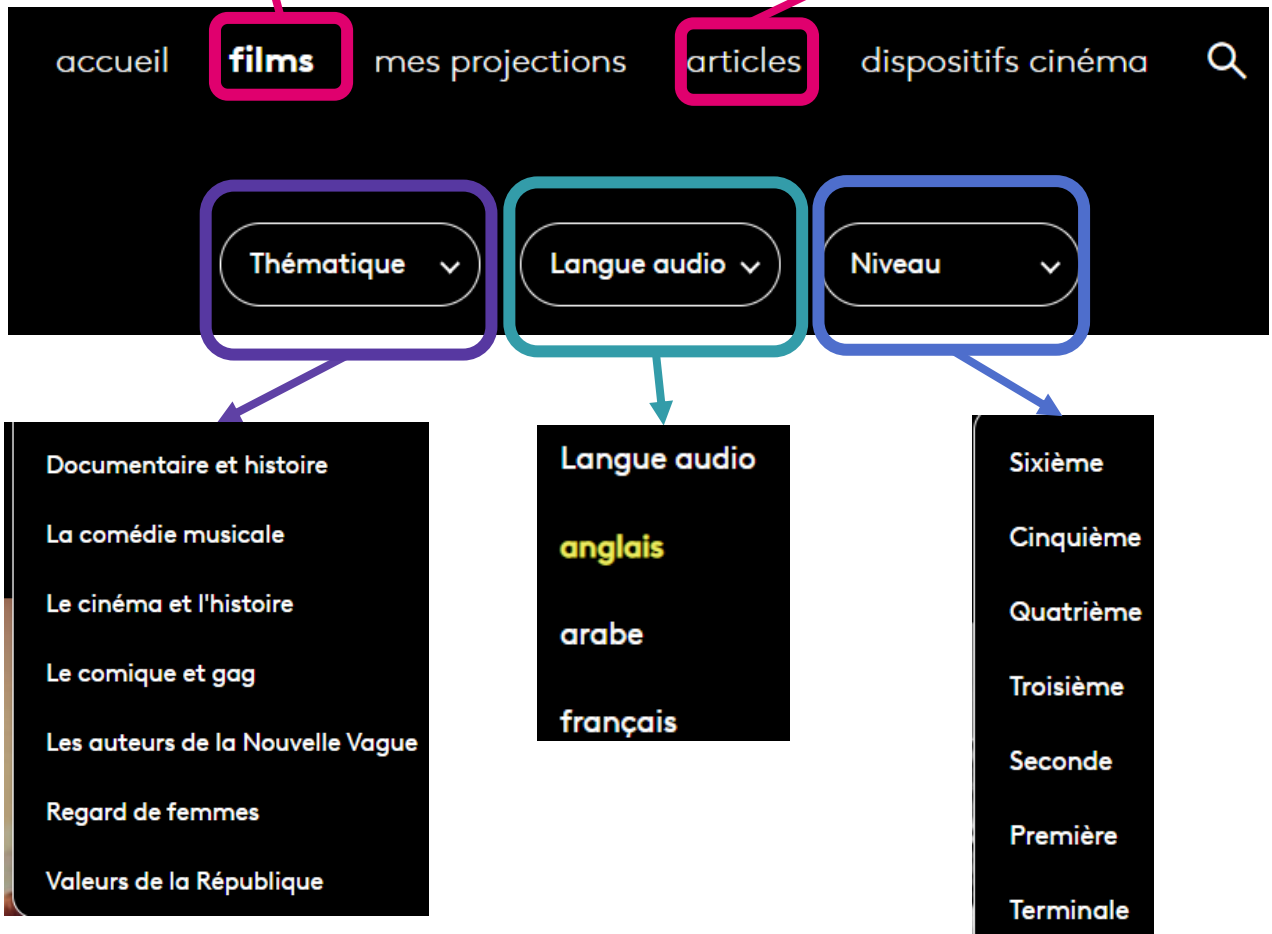 accueil films mes projections articles dispositifs cinéma
Thématique Langue audio Niveau
Documentaire et histoire
La comédie musicale
Le cinéma et l'histoire
Le comique et gag
Les auteurs de la Nouvelle Vague
Regard de femmes
Valeurs de la République
Langue audio
anglais
arabe
français
Sixième
Cinquième
Quatrième
Troisième
Seconde
Première
Terminale